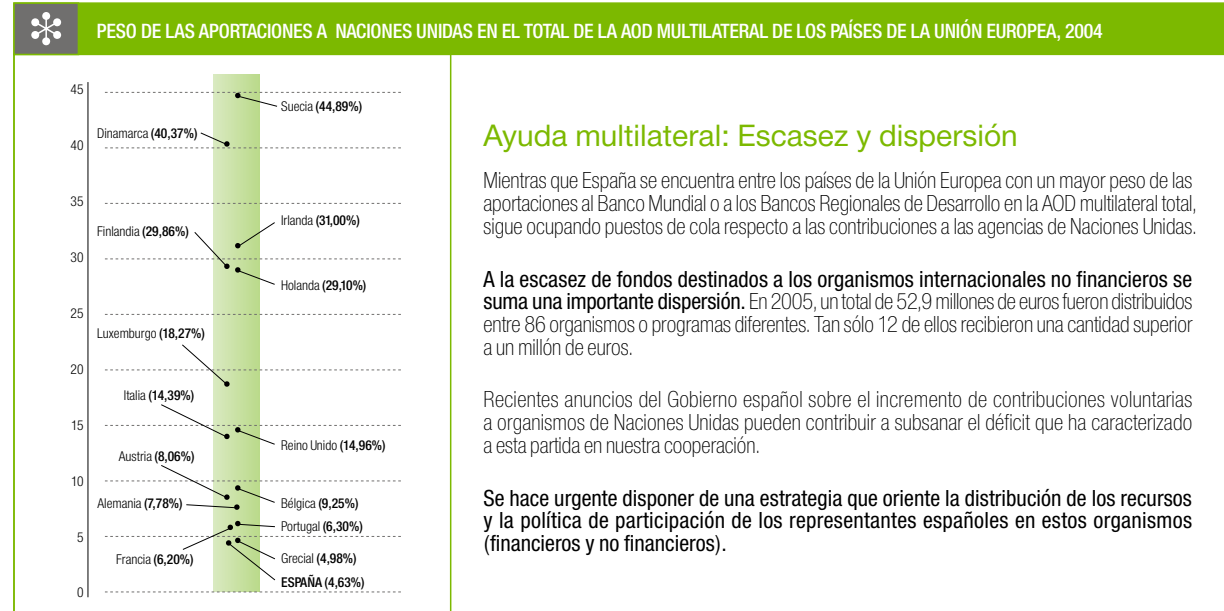 PESO DE LAS APORTACIONES A NACIONES UNIDAS EN EL TOTAL DE LA AOD MULTILATERAL DE LOS PAÍSES DE LA UNIÓN EUROPEA, 2004
45
40
35
30
25
20
15
10
5
0
Suecia (44,89%)
Dinamarca (40,37%)
Irlanda (31,00%)
Finlandia (29,86%)
Holanda (29,10%)
Luxemburgo (18,27%)
Italia (14,39%)
Reino Unido (14,96%)
Austria (8,06%)
Alemania (7,78%)
Bélgica (9,25%)
Portugal (6,30%)
Francia (6,20%)
Grecial (4,98%)
ESPAÑA (4,63%)
Ayuda multilateral: Escasez y dispersión
Mientras que España se encuentra entre los países de la Unión Europea con un mayor peso de las
aportaciones al Banco Mundial o a los Bancos Regionales de Desarrollo en la AOD multilateral total,
sigue ocupando puestos de cola respecto a las contribuciones a las agencias de Naciones Unidas.
A la escasez de fondos destinados a los organismos internacionales no financieros se
suma una importante dispersión. En 2005, un total de 52,9 millones de euros fueron distribuidos
entre 86 organismos o programas diferentes. Tan sólo 12 de ellos recibieron una cantidad superior
a un millón de euros.
Recientes anuncios del Gobierno español sobre el incremento de contribuciones voluntarias
a organismos de Naciones Unidas pueden contribuir a subsanar el déficit que ha caracterizado
a esta partida en nuestra cooperación.
Se hace urgente disponer de una estrategia que oriente la distribución de los recursos
y la política de participación de los representantes españoles en estos organismos
(financieros y no financieros).